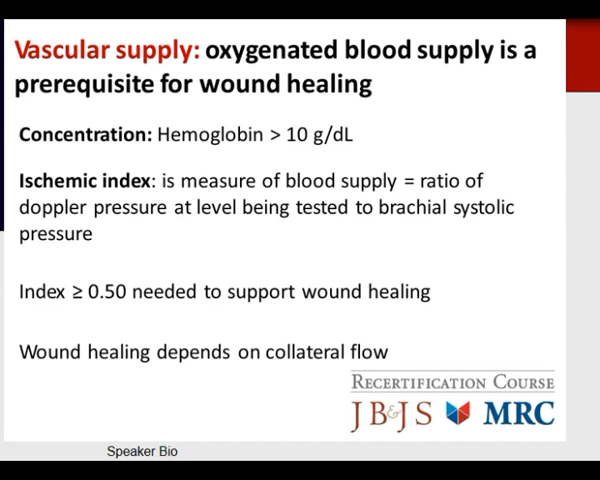 Vascular supply: oxygenated blood supply is a
prerequisite for wound healing
Concentration: Hemoglobin > 10 g/dL
Ischemic index: is measure of blood supply = ratio of
doppler pressure at level being tested to brachial systolic
pressure
Index ≥ 0.50 needed to support wound healing
Wound healing depends on collateral flow
RECERTIFICATION COURSE
JB&JS MRC
Speaker Bio